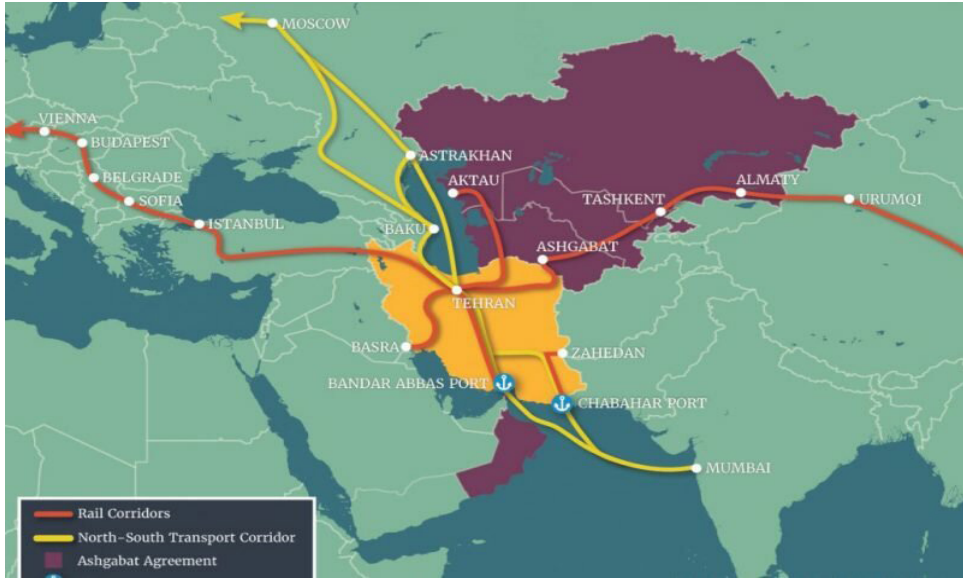 MOSCOW
VIENNA
BUDAPEST
ASTRAKHAN
BELGRADE
AKTAU
ALMATY
SOFIA
TASHKENT
URUMQI
ISTANBUL
BAKU
ASHGABAT
TEHRAN
BASRA
ZAHEDAN
BANDAR ABBAS PORT
CHABAHAR PORT
MUMBAI
Rail Corridors
North-South Transport Corridor
Ashgabat Agreement